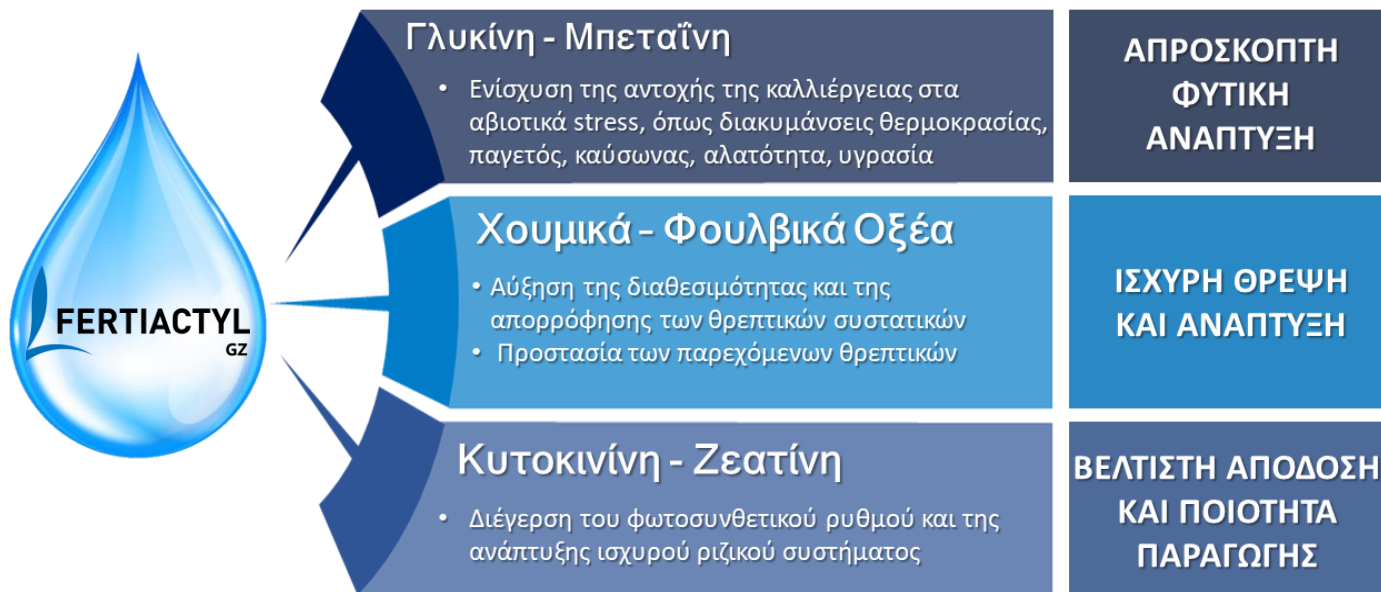 FERTIACTYL
GZ
Γλυκίνη - Μπεταΐνη
• Ενίσχυση της αντοχής της καλλιέργειας στα
αβιοτικά stress, όπως διακυμάνσεις θερμοκρασίας,
παγετός, καύσωνας, αλατότητα, υγρασία
ΑΠΡΟΣΚΟΠΤΗ
ΦΥΤΙΚΗ
ΑΝΑΠΤΥΞΗ
Χουμικά - Φουλβικά Οξέα
• Αύξηση της διαθεσιμότητας και της
απορρόφησης των θρεπτικών συστατικών
• Προστασία των παρεχόμενων θρεπτικών
ΙΣΧΥΡΗ ΘΡΕΨΗ
ΚΑΙ ΑΝΑΠΤΥΞΗ
Κυτοκινίνη - Ζεατίνη
• Διέγερση του φωτοσυνθετικού ρυθμού και της
ανάπτυξης ισχυρού ριζικού συστήματος
ΒΕΛΤΙΣΤΗ ΑΠΟΔΟΣΗ
ΚΑΙ ΠΟΙΟΤΗΤΑ
ΠΑΡΑΓΩΓΗΣ